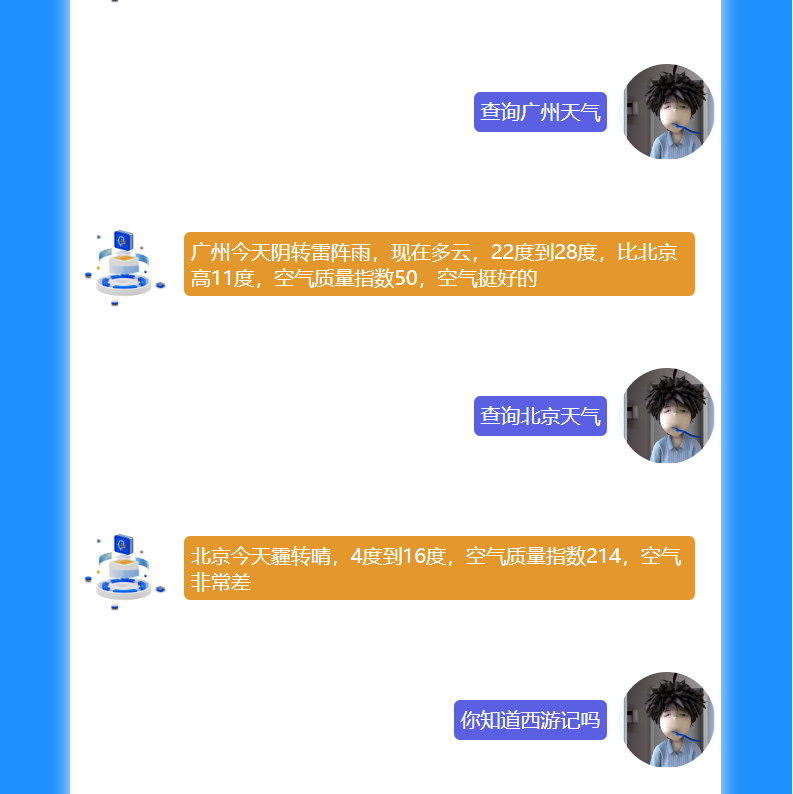 查询广州天气
广州今天阴转雷阵雨，现在多云，22度到28度，比北京
高11度，空气质量指数50，空气挺好的
查询北京天气
北京今天霾转晴，4度到16度，空气质量指数214，空气
非常差
你知道西游记吗